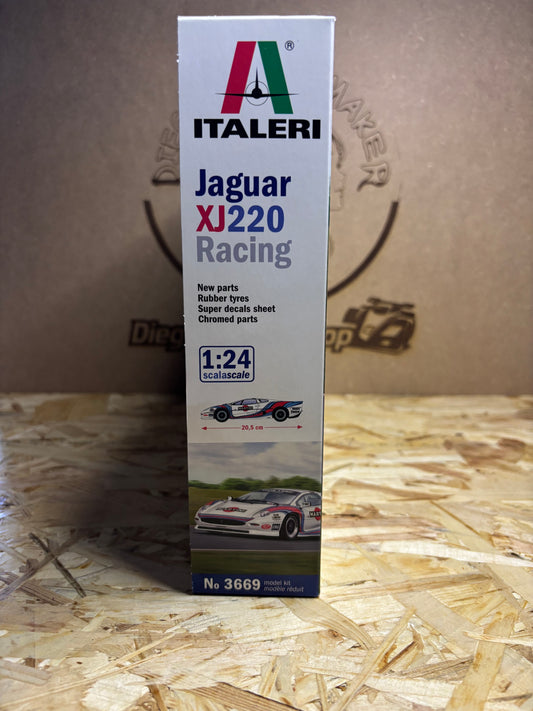 ITALERI
®
Jaguar
XJ220
Racing
New parts
Rubber tyres
Super decals sheet
Chromed parts
1:24
scalascale
20,5 cm
No 3669 model kit
modèle réduit
MAKER